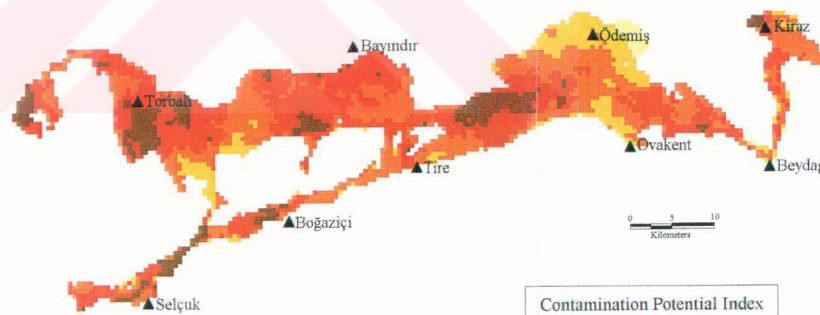 Kiraz
Ödemiş
Bayındır
Torbalı
Ovakent
Tire
Beydağ
Boğaziçi
0 5 10
Kilometers
Selçuk
Contamination Potential Index